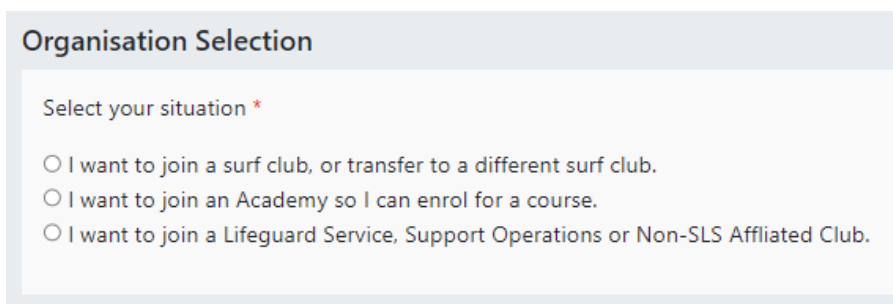 Organisation Selection
Select your situation *
I want to join a surf club, or transfer to a different surf club.
I want to join an Academy so I can enrol for a course.
I want to join a Lifeguard Service, Support Operations or Non-SLS Affliated Club.